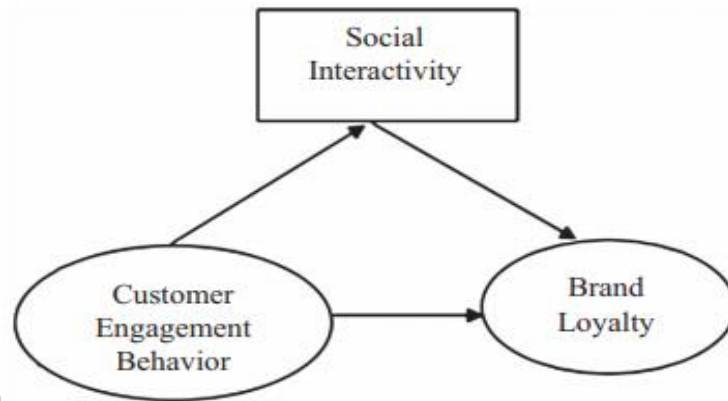 Social
Interactivity
Customer
Engagement
Behavior
Brand
Loyalty